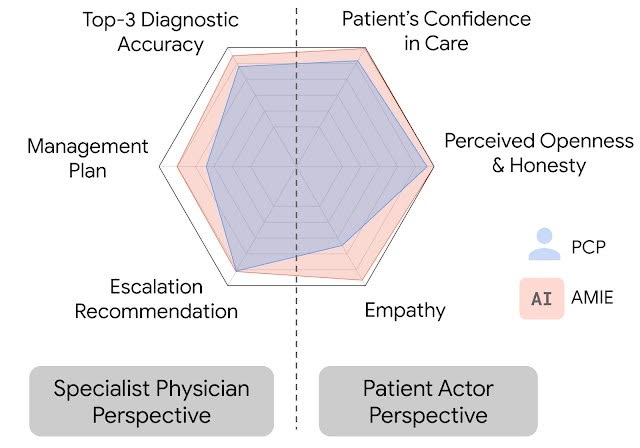 Top-3 Diagnostic
Accuracy
Patient’s Confidence
in Care
Management
Plan
Perceived Openness
& Honesty
PCP
Escalation
Recommendation
Empathy
AI AMIE
Specialist Physician
Perspective
Patient Actor
Perspective